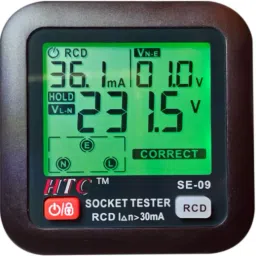 RCD VN-E
36.1mA 01.0V
HOLD
VL-N 231.5 V
E
N L
CORRECT
HTC™ SE-09
SOCKET TESTER
RCD I△n>30mA
RCD